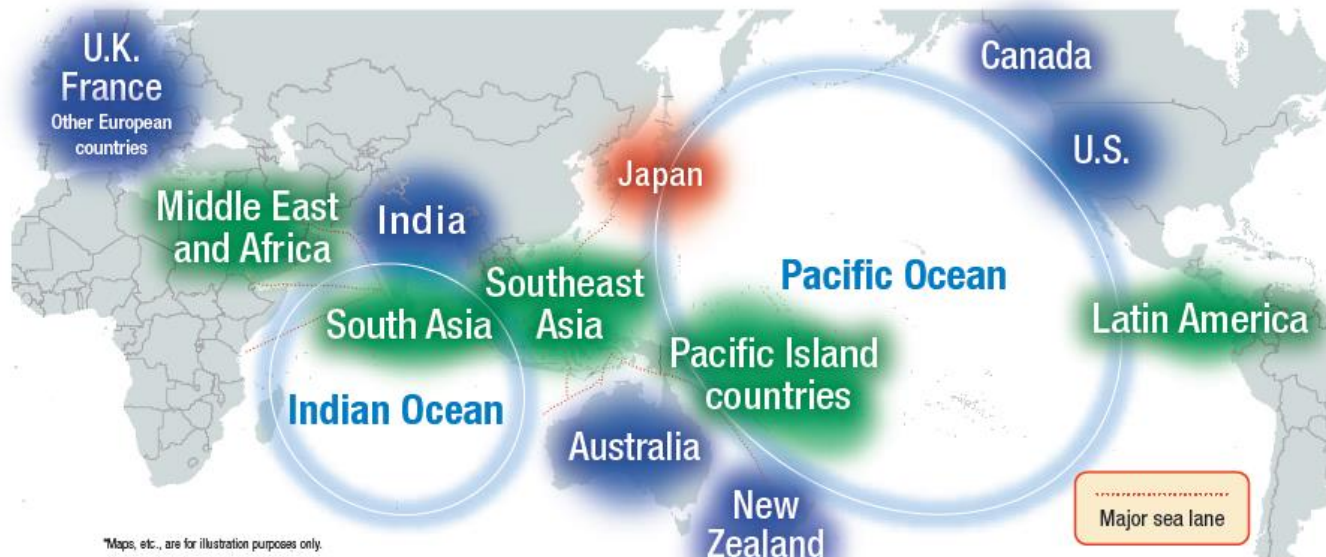 U.K.
France
Other European
countries
Canada
U.S.
Japan
Middle East
and Africa
India
Southeast
Asia
South Asia
Pacific Ocean
Pacific Island
countries
Latin America
Indian Ocean
Australia
New
Zealand
Major sea lane
*Maps, etc., are for illustration purposes only.